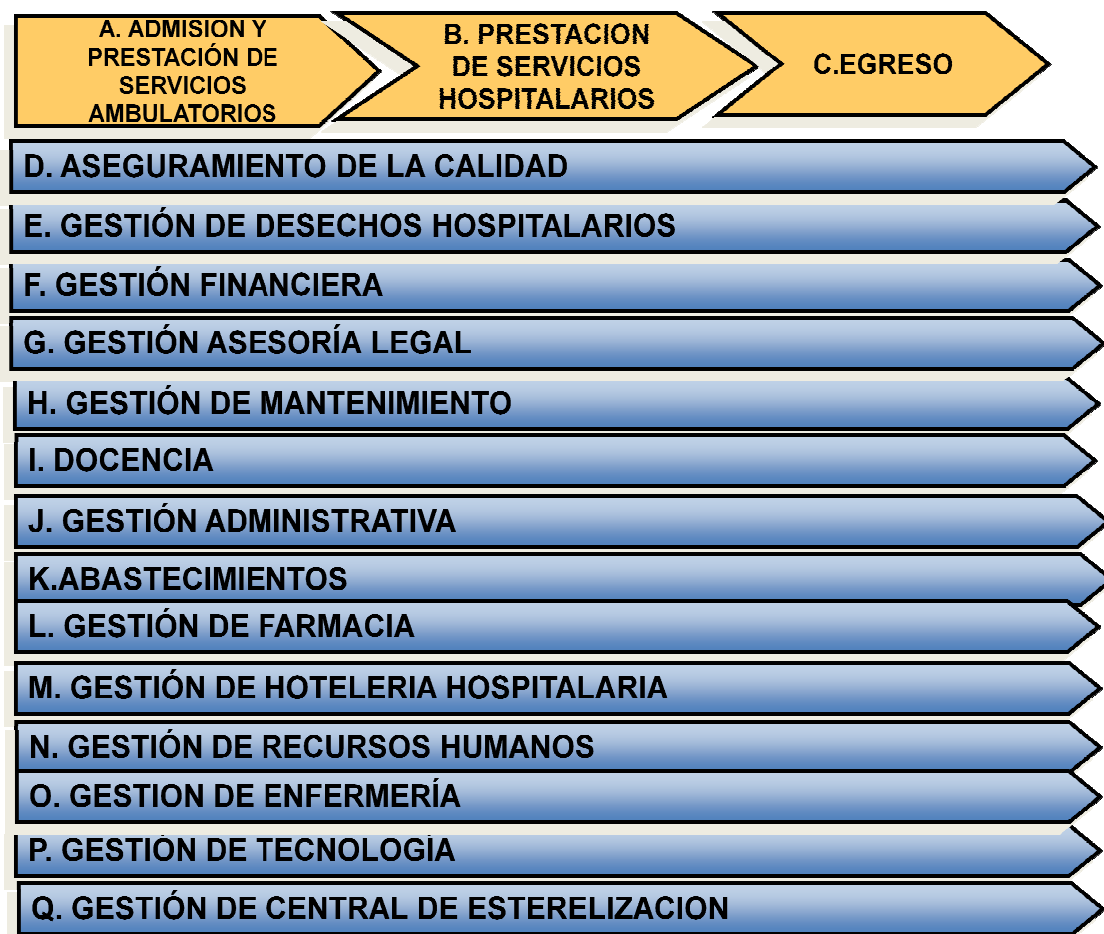 A. ADMISION Y
PRESTACIÓN DE
SERVICIOS
AMBULATORIOS
B. PRESTACION
DE SERVICIOS
HOSPITALARIOS
C.EGRESO
D. ASEGURAMIENTO DE LA CALIDAD
E. GESTIÓN DE DESECHOS HOSPITALARIOS
F. GESTIÓN FINANCIERA
G. GESTIÓN ASESORÍA LEGAL
H. GESTIÓN DE MANTENIMIENTO
I. DOCENCIA
J. GESTIÓN ADMINISTRATIVA
K.ABASTECIMIENTOS
L. GESTIÓN DE FARMACIA
M. GESTIÓN DE HOTELERIA HOSPITALARIA
N. GESTIÓN DE RECURSOS HUMANOS
O. GESTION DE ENFERMERÍA
P. GESTIÓN DE TECNOLOGÍA
Q. GESTIÓN DE CENTRAL DE ESTERELIZACION